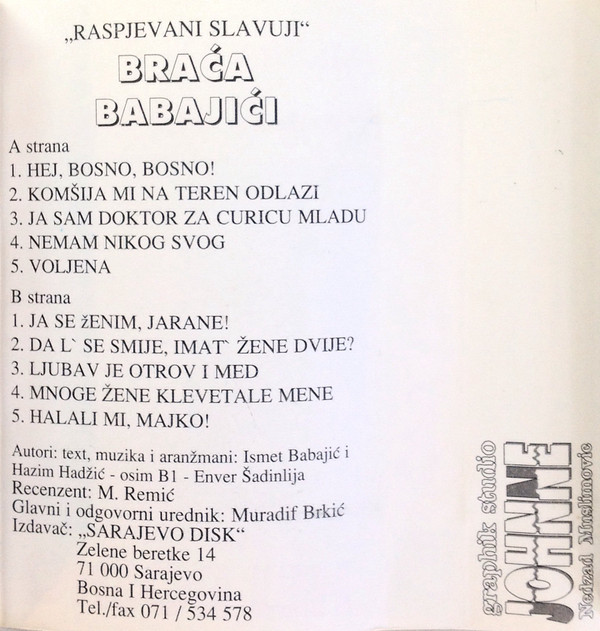 „RASPJEVANI SLAVUJI“
BRAĆA
BABAJIĆI
A strana
1. HEJ, BOSNO, BOSNO!
2. KOMŠIJA MI NA TEREN ODLAZI
3. JA SAM DOKTOR ZA CURICU MLADU
4. NEMAM NIKOG SVOG
5. VOLJENA
B strana
1. JA SE žENIM, JARANE!
2. DA L` SE SMIJE, IMAT` ŽENE DVIJE?
3. LJUBAV JE OTROV I MED
4. MNOGE ŽENE KLEVETALE MENE
5. HALALI MI, MAJKO!
Autori: text, muzika i aranžmani: Ismet Babajić i
Hazim Hadžić - osim B1 - Enver Šadinlija
Recenzent: M. Remić
Glavni i odgovorni urednik: Muradif Brkić
Izdavač: „SARAJEVO DISK“
Zelene beretke 14
71 000 Sarajevo
Bosna I Hercegovina
Tel./fax 071 / 534 578
graphik studio
JOHNNE
Nedzad Muslimovic